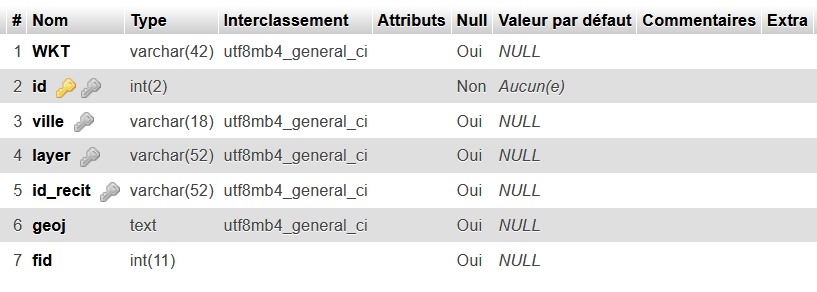 # Nom Type Interclassement Attributs Null Valeur par défaut Commentaires Extra
1 WKT varchar(42) utf8mb4_general_ci Oui NULL
2 id int(2) Non Aucun(e)
3 ville varchar(18) utf8mb4_general_ci Oui NULL
4 layer varchar(52) utf8mb4_general_ci Oui NULL
5 id_recit varchar(52) utf8mb4_general_ci Oui NULL
6 geoj text utf8mb4_general_ci Oui NULL
7 fid int(11) Oui NULL